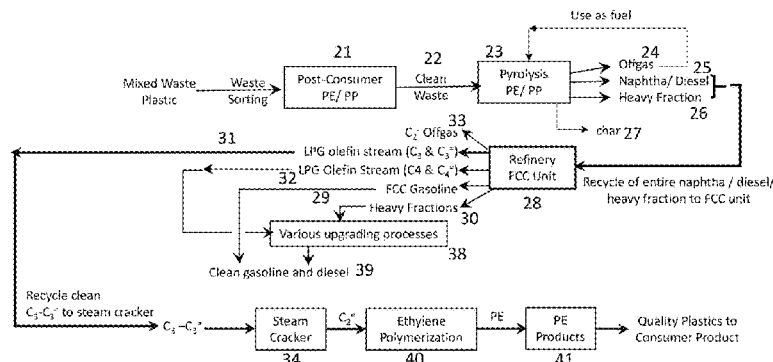 Use as fuel
21
22
23
24
25
Mixed Waste Plastic
Waste Sorting
Post-Consumer PE/ PP
Clean Waste
Pyrolysis PE/ PP
Offgas
Naphtha/ Diesel
Heavy Fraction
26
char 27
33
C₂⁻ Offgas
31
LPG olefin stream (C₃ & C₃⁼)
LPG Olefin Stream (C4 & C₄⁼)
32
FCC Gasoline
29
Heavy Fractions
30
Refinery FCC Unit
28
Recycle of entire naphtha / diesel/ heavy fraction to FCC unit
Various upgrading processes
38
Clean gasoline and diesel 39
Recycle clean
C₃-C₃⁼ to steam cracker
C₃ –C₃⁼
Steam Cracker
34
C₂⁼
Ethylene Polymerization
40
PE
PE Products
41
Quality Plastics to Consumer Product